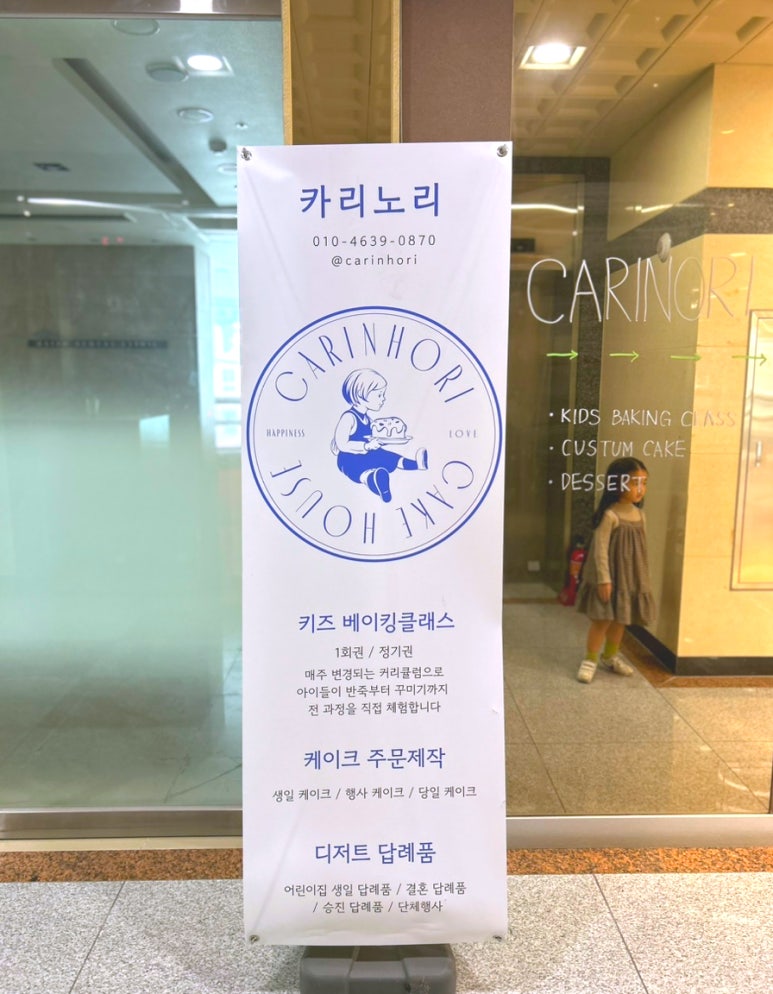 카리노리
010-4639-0870
@carinhori
CARINHORI
HAPPINESS
LOVE
CAKE HOUSE
키즈 베이킹클래스
1회권 / 정기권
매주 변경되는 커리큘럼으로
아이들이 반죽부터 꾸미기까지
전 과정을 직접 체험합니다
케이크 주문제작
생일 케이크 / 행사 케이크 / 당일 케이크
디저트 답례품
어린이집 생일 답례품 / 결혼 답례품
/ 승진 답례품 / 단체행사
CARINORI
· KIDS BAKING CLASS
· CUSTUM CAKE
· DESSERT